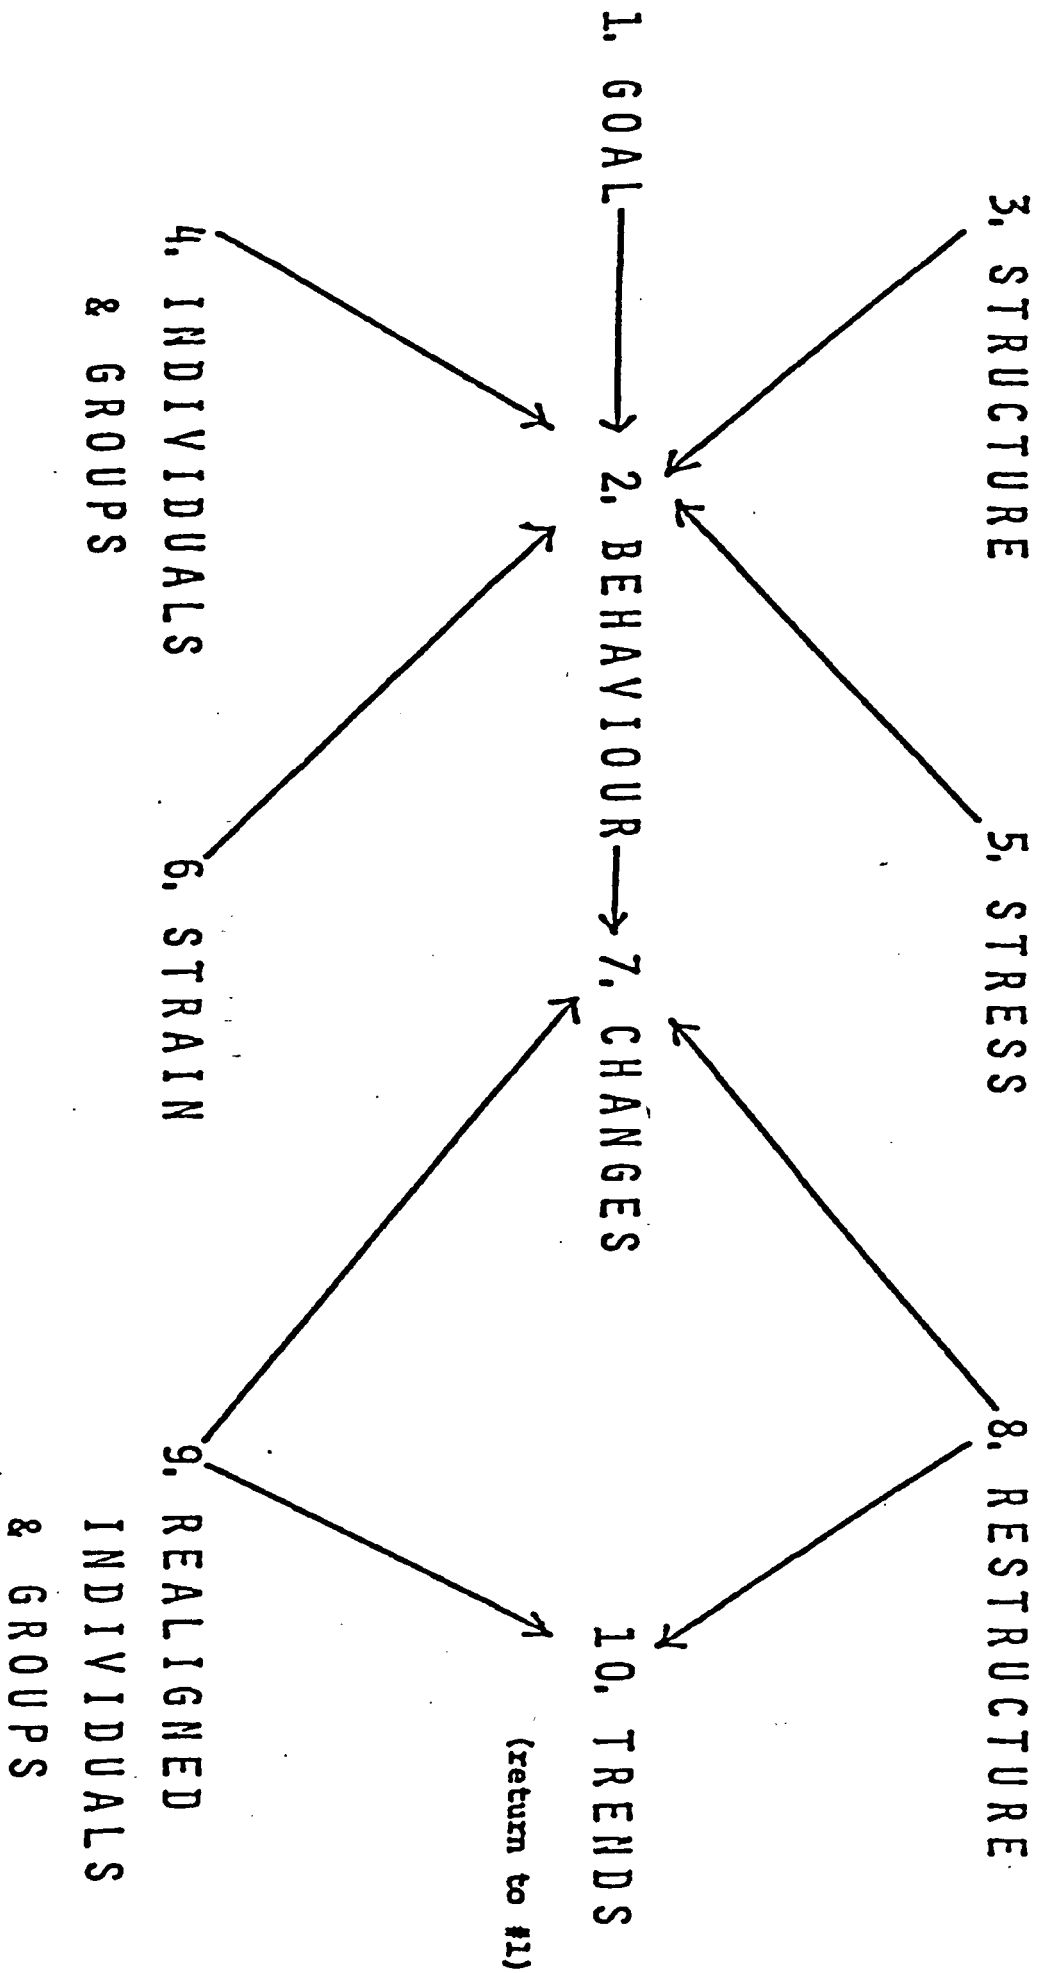 3. STRUCTURE
5. STRESS
8. RESTRUCTURE
1. GOAL
2. BEHAVIOUR
7. CHANGES
10. TRENDS
(return to #1)
4. INDIVIDUALS
& GROUPS
6. STRAIN
9. REALIGNED
INDIVIDUALS
& GROUPS